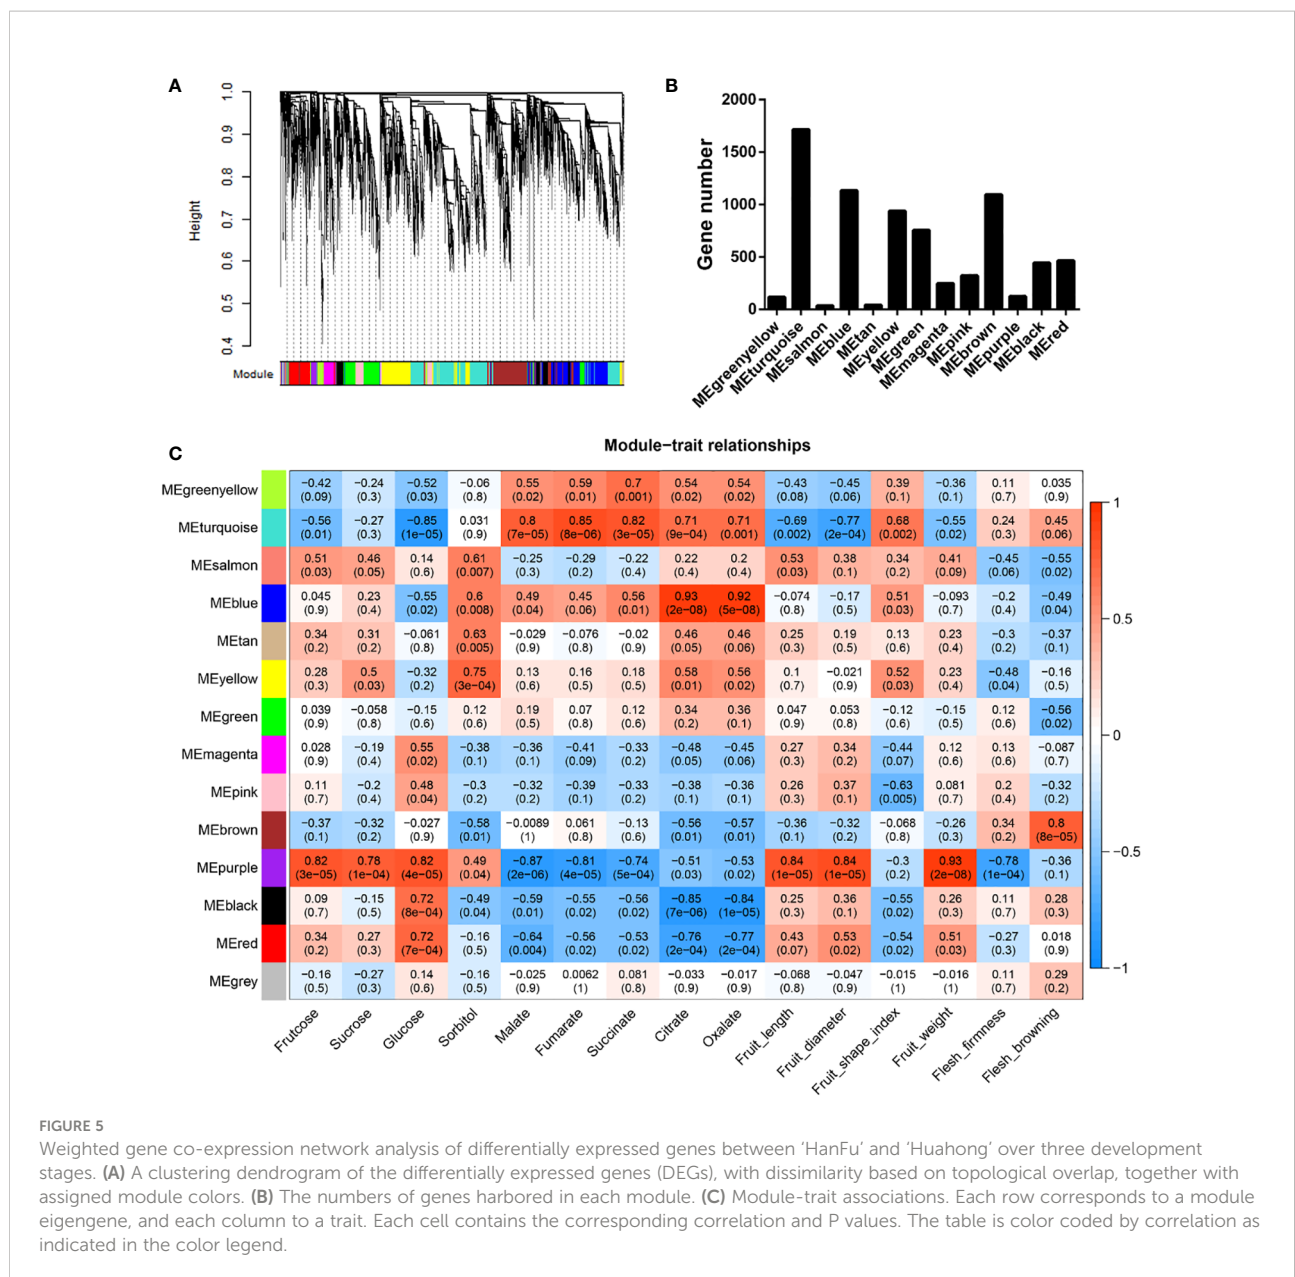 A
Height
1.0
0.9
0.8
0.7
0.6
0.5
0.4
Module
B
Gene number
2000
1500
1000
500
0
MEgreenyellow
MEturquoise
MEsalmon
MEblue
MEtan
MEyellow
MEgreen
MEmagenta
MEpink
MEbrown
MEpurple
MEblack
MEred
C
Module−trait relationships
MEgreenyellow −0.42 −0.24 −0.52 −0.06 0.55 0.59 0.7 0.54 0.54 −0.43 −0.45 0.39 −0.36 0.11 0.035
(0.09) (0.3) (0.03) (0.8) (0.02) (0.01) (0.001) (0.02) (0.02) (0.08) (0.06) (0.1) (0.1) (0.7) (0.9)
MEturquoise −0.56 −0.27 −0.85 0.031 0.8 0.85 0.82 0.71 0.71 −0.69 −0.77 0.68 −0.55 0.24 0.45
(0.01) (0.3) (1e−05) (0.9) (7e−05) (8e−06) (3e−05) (9e−04) (0.001) (0.002) (2e−04) (0.002) (0.02) (0.3) (0.06)
MEsalmon 0.51 0.46 0.14 0.61 −0.25 −0.29 −0.22 0.22 0.2 0.53 0.38 0.34 0.41 −0.45 −0.55
(0.03) (0.05) (0.6) (0.007) (0.3) (0.2) (0.4) (0.4) (0.4) (0.03) (0.1) (0.2) (0.09) (0.06) (0.02)
MEblue 0.045 0.23 −0.55 0.6 0.49 0.45 0.56 0.93 0.92 −0.074 −0.17 0.51 −0.093 −0.2 −0.49
(0.9) (0.4) (0.02) (0.008) (0.04) (0.06) (0.01) (2e−08) (5e−08) (0.8) (0.5) (0.03) (0.7) (0.4) (0.04)
MEtan 0.34 0.31 −0.061 0.63 −0.029 −0.076 −0.02 0.46 0.46 0.25 0.19 0.13 0.23 −0.3 −0.37
(0.2) (0.2) (0.8) (0.005) (0.9) (0.8) (0.9) (0.05) (0.06) (0.3) (0.5) (0.6) (0.4) (0.2) (0.1)
MEyellow 0.28 0.5 −0.32 0.75 0.13 0.16 0.18 0.58 0.56 0.1 −0.021 0.52 0.23 −0.48 −0.16
(0.3) (0.03) (0.2) (3e−04) (0.6) (0.5) (0.5) (0.01) (0.02) (0.7) (0.9) (0.03) (0.4) (0.04) (0.5)
MEgreen 0.039 −0.058 −0.15 0.12 0.19 0.07 0.12 0.34 0.36 0.047 0.053 −0.12 −0.15 0.12 −0.56
(0.9) (0.8) (0.6) (0.6) (0.5) (0.8) (0.6) (0.2) (0.1) (0.9) (0.8) (0.6) (0.5) (0.6) (0.02)
MEmagenta 0.028 −0.19 0.55 −0.38 −0.36 −0.41 −0.33 −0.48 −0.45 0.27 0.34 −0.44 0.12 0.13 −0.087
(0.9) (0.4) (0.02) (0.1) (0.1) (0.09) (0.2) (0.05) (0.06) (0.3) (0.2) (0.07) (0.6) (0.6) (0.7)
MEpink 0.11 −0.2 0.48 −0.3 −0.32 −0.39 −0.33 −0.38 −0.36 0.26 0.37 −0.63 0.081 0.2 −0.32
(0.7) (0.4) (0.04) (0.2) (0.2) (0.1) (0.2) (0.1) (0.1) (0.3) (0.1) (0.005) (0.7) (0.4) (0.2)
MEbrown −0.37 −0.32 −0.027 −0.58 −0.0089 0.061 −0.13 −0.56 −0.57 −0.36 −0.32 −0.068 −0.26 0.34 0.8
(0.1) (0.2) (0.9) (0.01) (1) (0.8) (0.6) (0.01) (0.01) (0.1) (0.2) (0.8) (0.3) (0.2) (8e−05)
MEpurple 0.82 0.78 0.82 0.49 −0.87 −0.81 −0.74 −0.51 −0.53 0.84 0.84 −0.3 0.93 −0.78 −0.36
(3e−05) (1e−04) (4e−05) (0.04) (2e−06) (4e−05) (5e−04) (0.03) (0.02) (1e−05) (1e−05) (0.2) (2e−08) (1e−04) (0.1)
MEblack 0.09 −0.15 0.72 −0.49 −0.59 −0.55 −0.56 −0.85 −0.84 0.25 0.36 −0.55 0.26 0.11 0.28
(0.7) (0.5) (8e−04) (0.04) (0.01) (0.02) (0.02) (7e−06) (1e−05) (0.3) (0.1) (0.02) (0.3) (0.7) (0.3)
MEred 0.34 0.27 0.72 −0.16 −0.64 −0.56 −0.53 −0.76 −0.77 0.43 0.53 −0.54 0.51 −0.27 0.018
(0.2) (0.3) (7e−04) (0.5) (0.004) (0.02) (0.02) (2e−04) (2e−04) (0.07) (0.02) (0.02) (0.03) (0.3) (0.9)
MEgrey −0.16 −0.27 0.14 −0.16 −0.025 0.0062 0.081 −0.033 −0.017 −0.068 −0.047 −0.015 −0.016 0.11 0.29
(0.5) (0.3) (0.6) (0.5) (0.9) (1) (0.8) (0.9) (0.9) (0.8) (0.9) (1) (1) (0.7) (0.2)
Frutcose
Sucrose
Glucose
Sorbitol
Malate
Fumarate
Succinate
Citrate
Oxalate
Fruit_length
Fruit_diameter
Fruit_shape_index
Fruit_weight
Flesh_firmness
Flesh_browning
1
0.5
0
−0.5
−1
FIGURE 5
Weighted gene co-expression network analysis of differentially expressed genes between ‘HanFu’ and ‘Huahong’ over three development
stages. (A) A clustering dendrogram of the differentially expressed genes (DEGs), with dissimilarity based on topological overlap, together with
assigned module colors. (B) The numbers of genes harbored in each module. (C) Module-trait associations. Each row corresponds to a module
eigengene, and each column to a trait. Each cell contains the corresponding correlation and P values. The table is color coded by correlation as
indicated in the color legend.